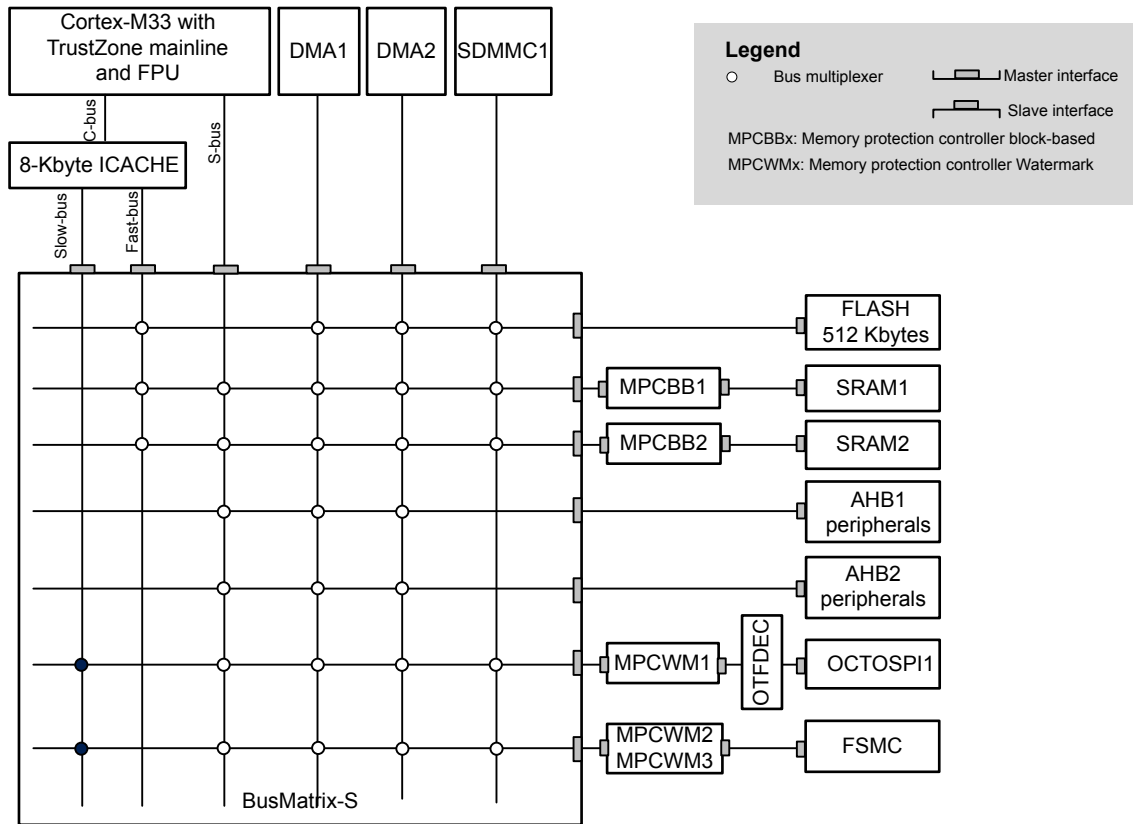 Cortex-M33 with
TrustZone mainline
and FPU
DMA1
DMA2
SDMMC1
Legend
Bus multiplexer
Master interface
Slave interface
MPCBBx: Memory protection controller block-based
MPCWMx: Memory protection controller Watermark
C-bus
S-bus
8-Kbyte ICACHE
Slow-bus
Fast-bus
FLASH
512 Kbytes
MPCBB1
SRAM1
MPCBB2
SRAM2
AHB1
peripherals
AHB2
peripherals
MPCWM1
OTFDEC
OCTOSPI1
MPCWM2
MPCWM3
FSMC
BusMatrix-S